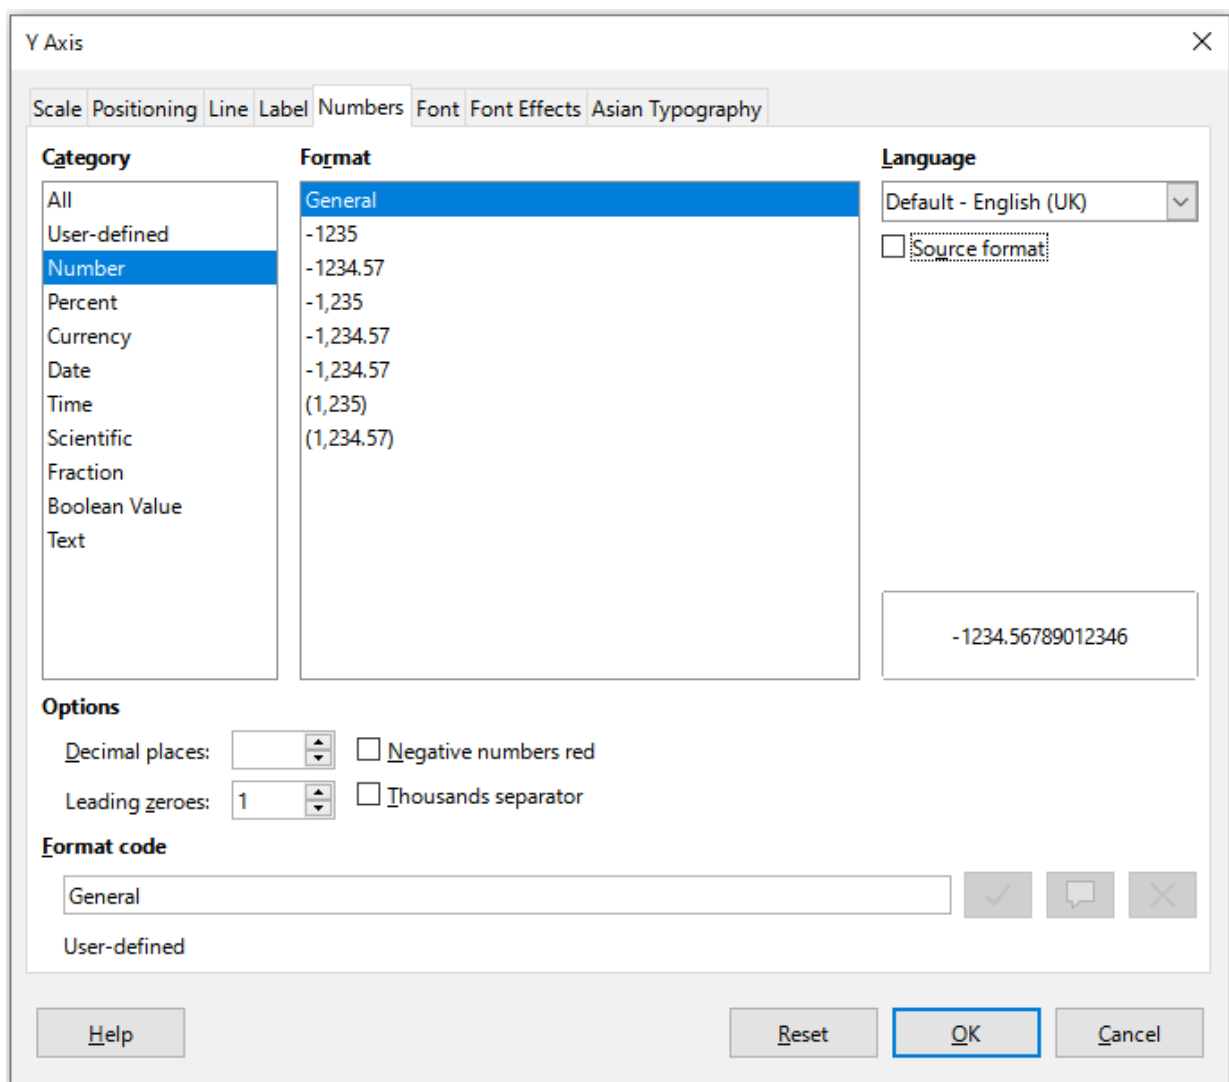 Y Axis
Scale Positioning Line Label Numbers Font Font Effects Asian Typography
Category
All
User-defined
Number
Percent
Currency
Date
Time
Scientific
Fraction
Boolean Value
Text
Format
General
-1235
-1234.57
-1,235
-1,234.57
-1,234.57
(1,235)
(1,234.57)
Language
Default - English (UK)
Source format
-1234.56789012346
Options
Decimal places:
Negative numbers red
Leading zeroes: 1
Thousands separator
Format code
General
User-defined
Help
Reset
OK
Cancel